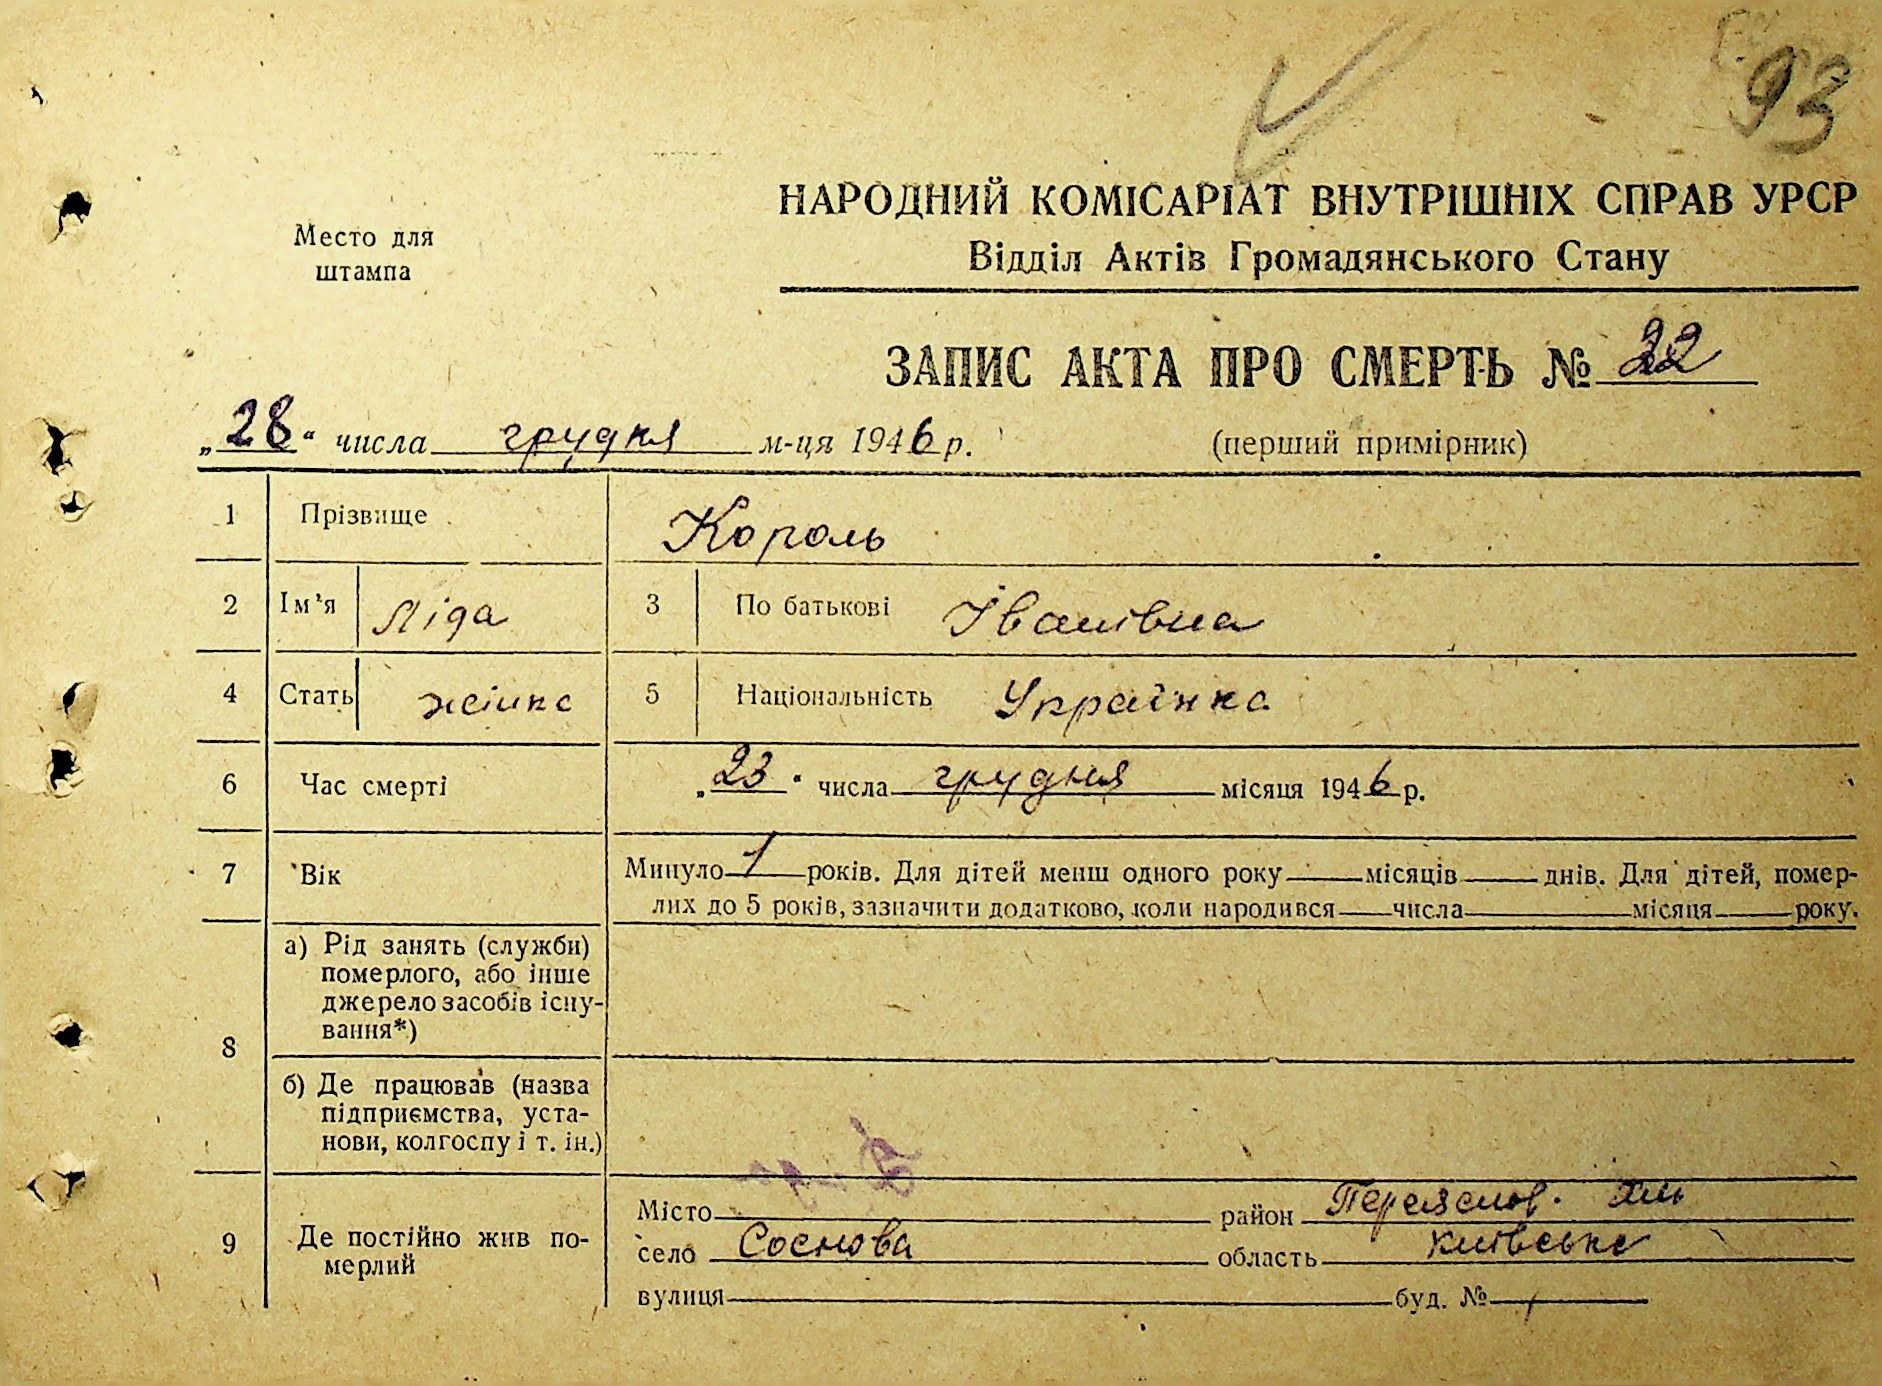 93
НАРОДНИЙ КОМІСАРІАТ ВНУТРІШНІХ СПРАВ УРСР
Место для
штампа
Відділ Актів Громадянського Стану
ЗАПИС АКТА ПРО СМЕРТЬ № 22
„28“ числа грудня м-ця 1946 р. (перший примірник)
1 Прізвище Король
2 Ім'я Ліда 3 По батькові Іванівна
4 Стать жінка 5 Національність Українка
6 Час смерті „23“ числа грудня місяця 1946 р.
7 Вік Минуло 1 років. Для дітей менш одного року — місяців — днів. Для дітей, помер-
лих до 5 років, зазначити додатково, коли народився — числа — місяця — року.
8 а) Рід занять (служби)
померлого, або інше
джерело засобів існу-
вання*)
б) Де працював (назва
підприємства, уста-
нови, колгоспу і т. ін.)
9 Де постійно жив по-
мерлий
Місто район Переяслов. Хм
село Соснова область київська
вулиця буд. №